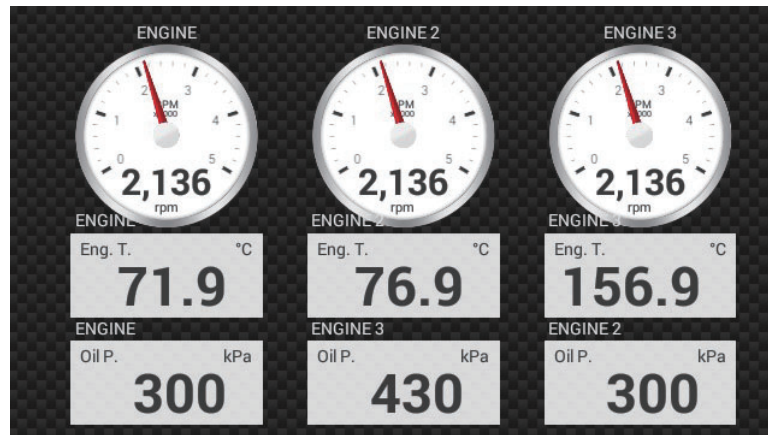 ENGINE ENGINE 2 ENGINE 3
2 3 2 3 2 3
RPM RPM RPM
x1000 x1000 x1000
1 4 1 4 1 4
0 5 0 5 0 5
2,136 2,136 2,136
rpm rpm rpm
ENGINE ENGINE 2 ENGINE 3
Eng. T. °C Eng. T. °C Eng. T. °C
71.9 76.9 156.9
ENGINE ENGINE 3 ENGINE 2
Oil P. kPa Oil P. kPa Oil P. kPa
300 430 300